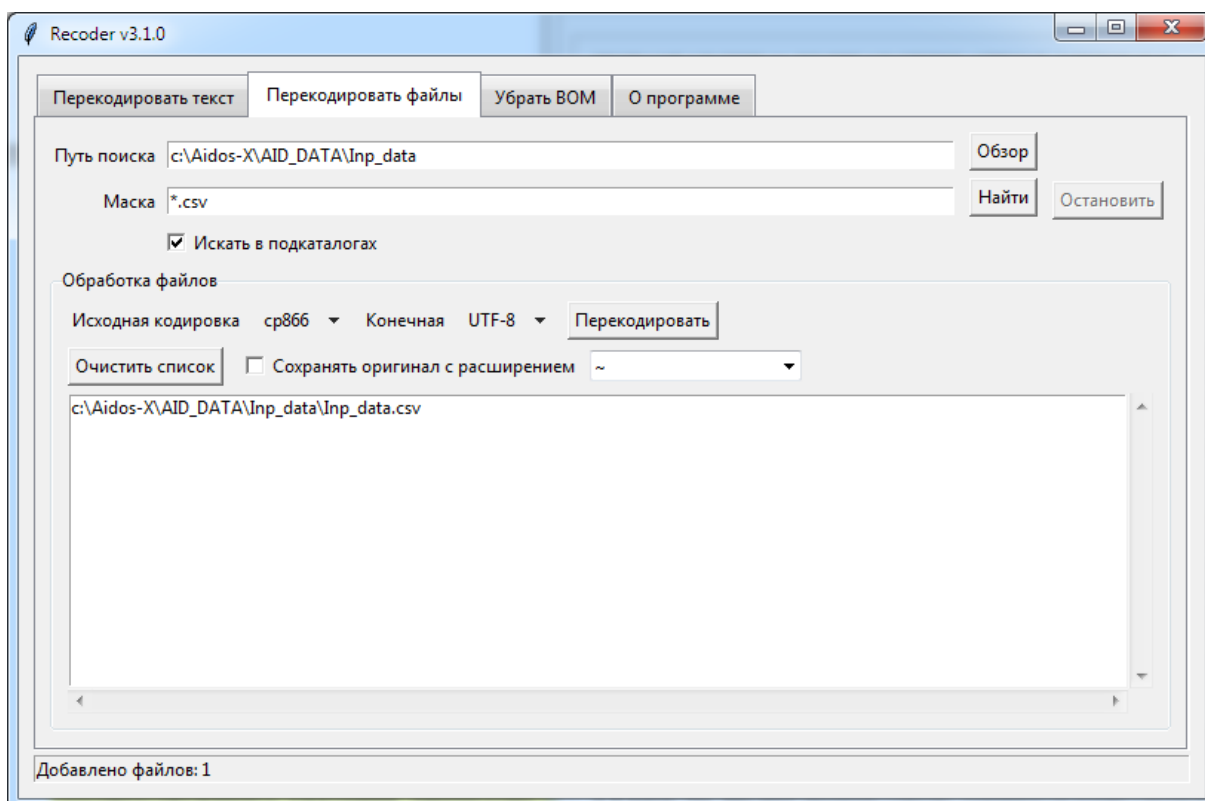 Recoder v3.1.0
Перекодировать текст Перекодировать файлы Убрать BOM О программе
Путь поиска c:\Aidos-X\AID_DATA\Inp_data Обзор
Маска *.csv Найти Остановить
Искать в подкаталогах
Обработка файлов
Исходная кодировка cp866 Конечная UTF-8 Перекодировать
Очистить список Сохранять оригинал с расширением ~
c:\Aidos-X\AID_DATA\Inp_data\Inp_data.csv
Добавлено файлов: 1